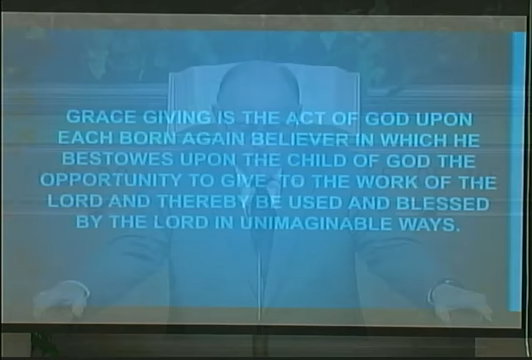 GRACE GIVING IS THE ACT OF GOD UPON
EACH BORN AGAIN BELIEVER IN WHICH HE
BESTOWES UPON THE CHILD OF GOD THE
OPPORTUNITY TO GIVE TO THE WORK OF THE
LORD AND THEREBY BE USED AND BLESSED
BY THE LORD IN UNIMAGINABLE WAYS.